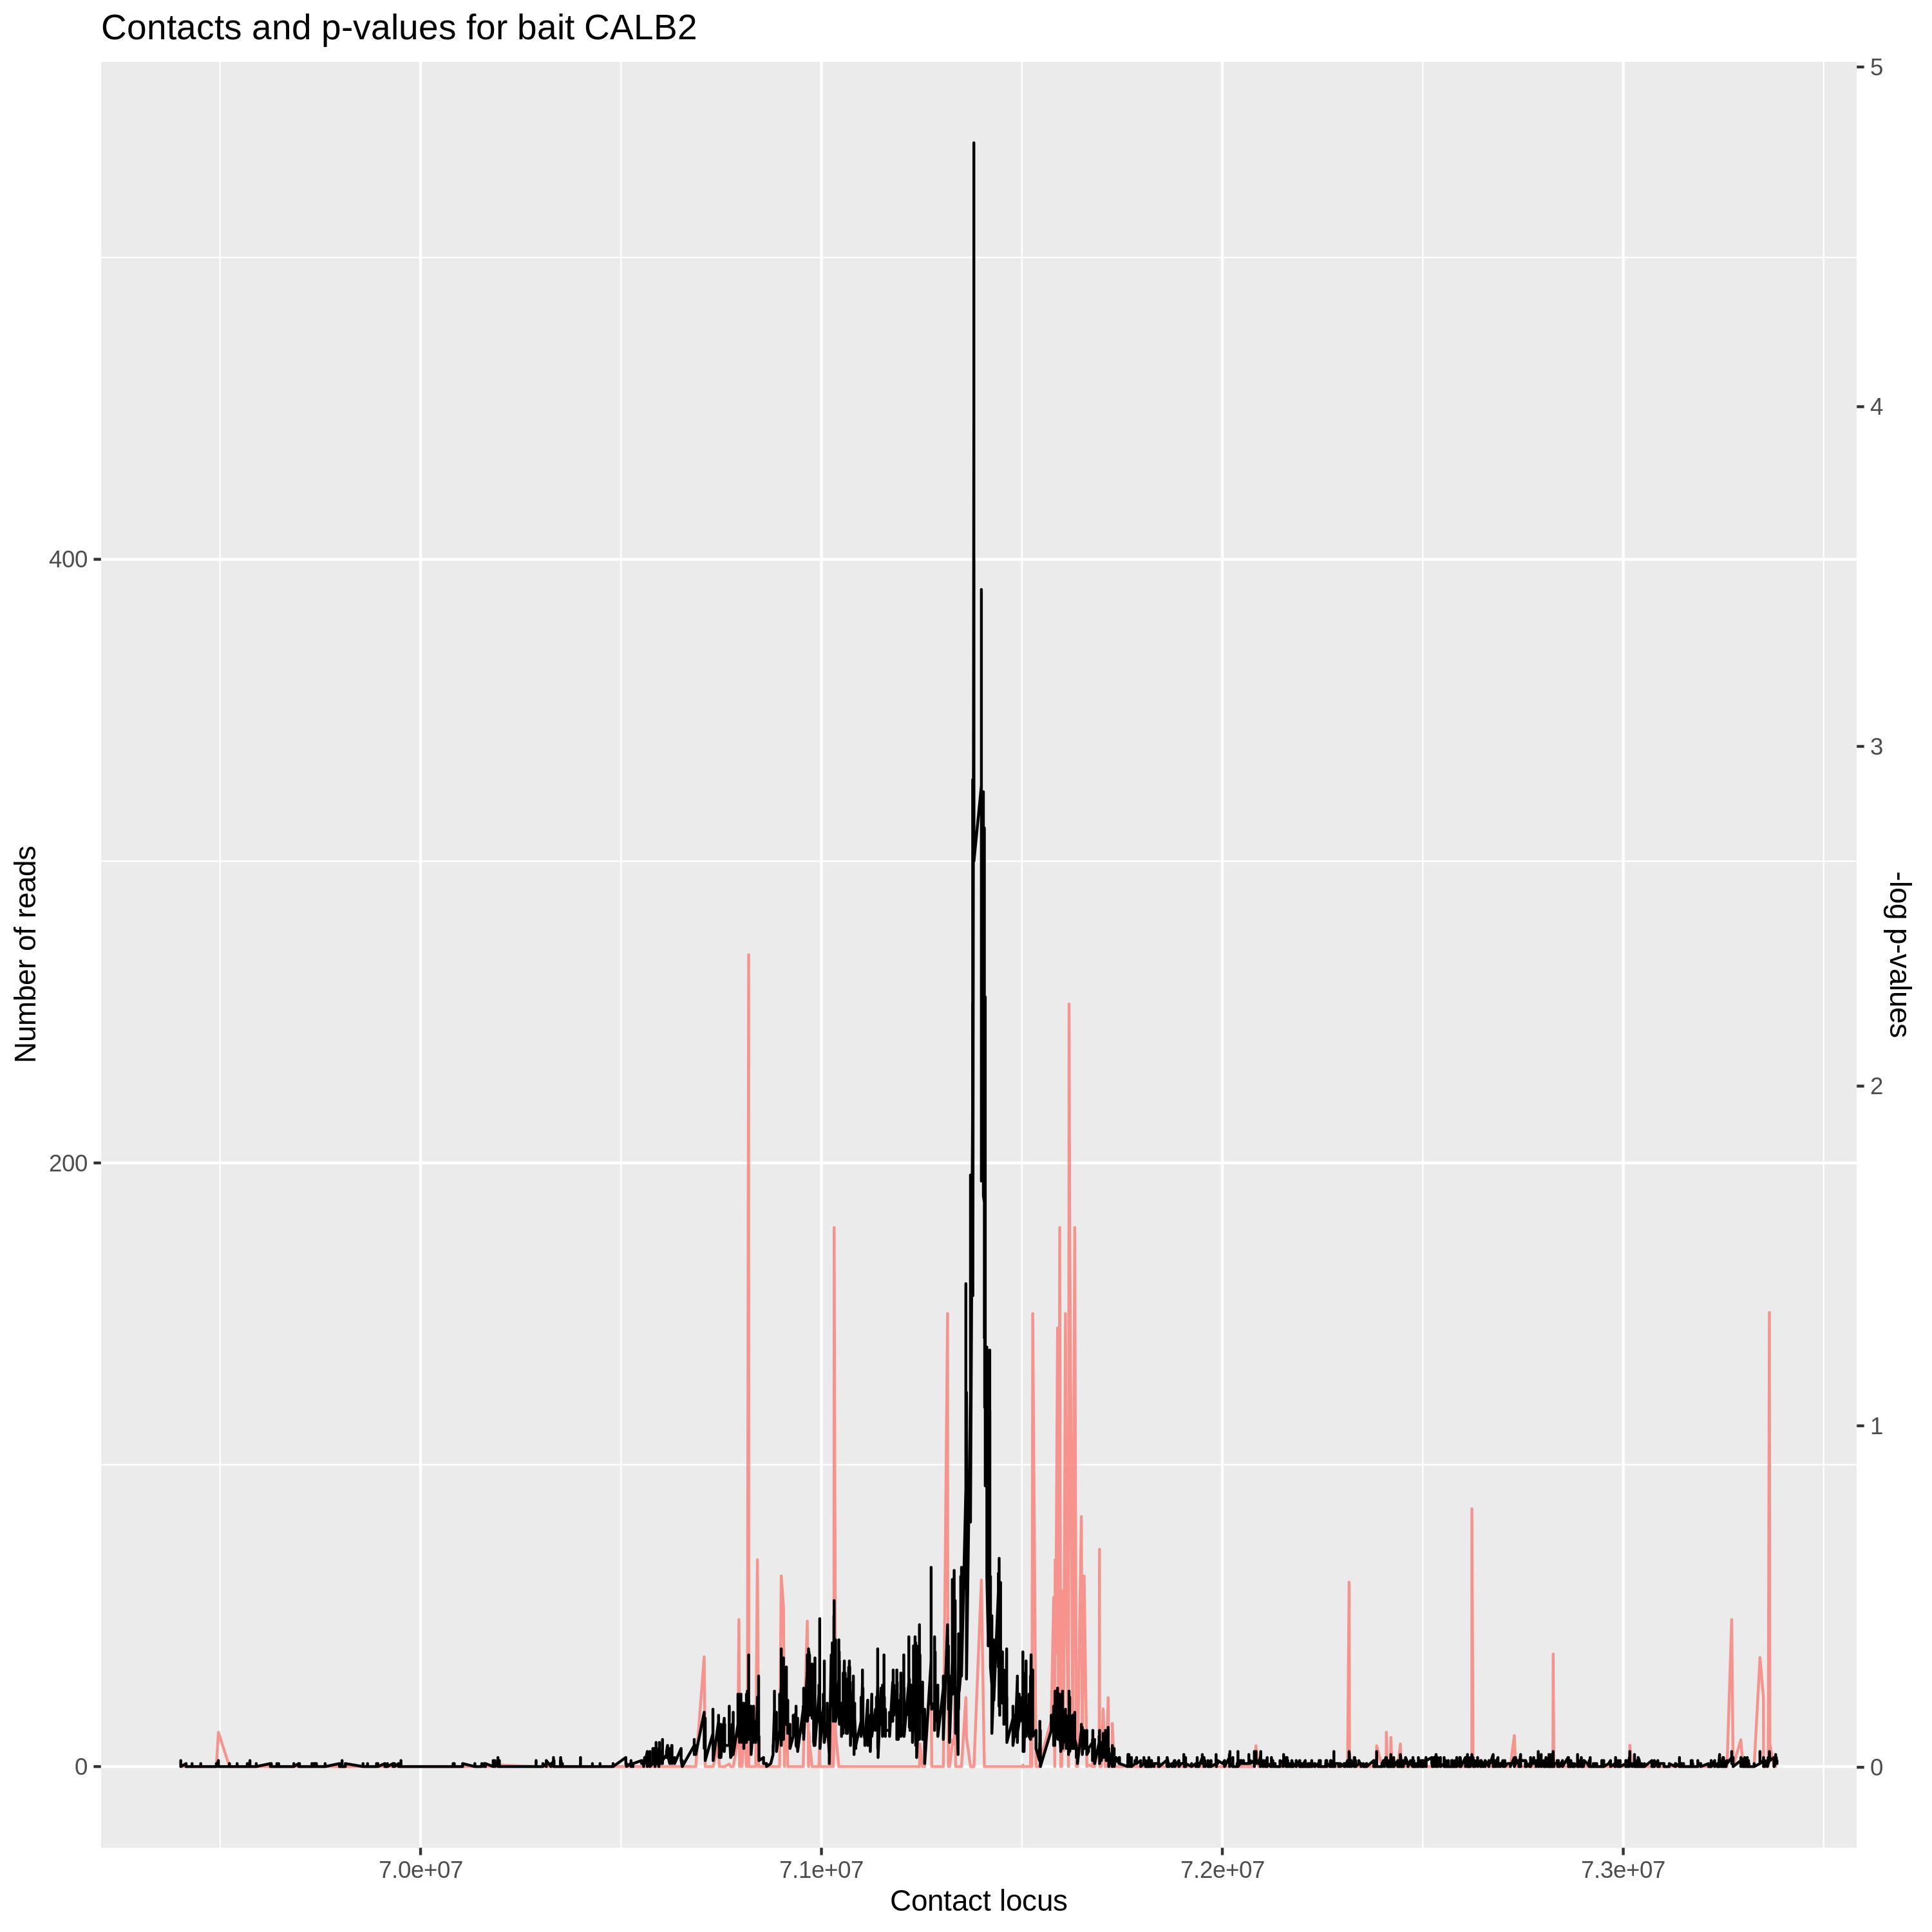 Contacts and p-values for bait CALB2
Number of reads
400
200
0
5
4
3
2
1
0
-log p-values
7.0e+07
7.1e+07
7.2e+07
7.3e+07
Contact locus